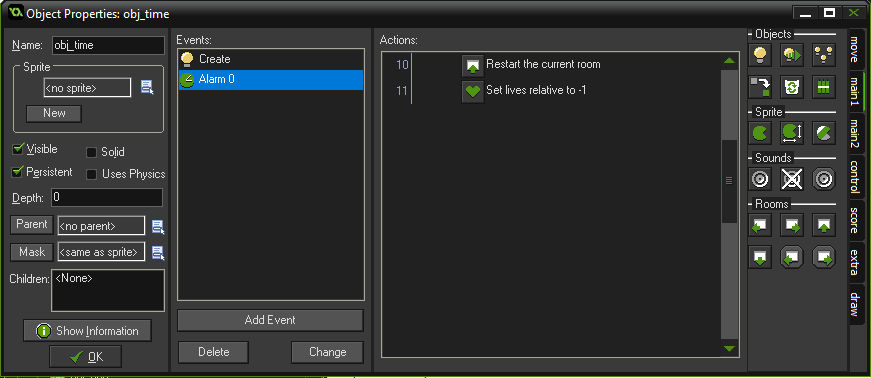 Object Properties: obj_time
Name: obj_time
Sprite
<no sprite>
New
Visible
Solid
Persistent
Uses Physics
Depth: 0
Parent <no parent>
Mask <same as sprite>
Children: <None>
Show Information
OK
Events:
Create
Alarm 0
Add Event
Delete
Change
Actions:
10 Restart the current room
11 Set lives relative to -1
Objects
Sprite
Sounds
Rooms
move
main1
main2
control
score
extra
draw